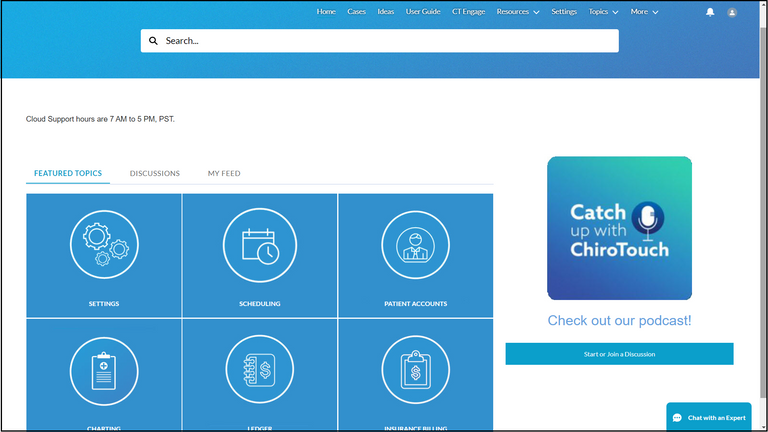 Home Cases Ideas User Guide CT Engage Resources Settings Topics More
Search...
Cloud Support hours are 7 AM to 5 PM, PST.
FEATURED TOPICS DISCUSSIONS MY FEED
SETTINGS SCHEDULING PATIENT ACCOUNTS
CHARTING LEDGER INSURANCE BILLING
Catch
up with
ChiroTouch
Check out our podcast!
Start or Join a Discussion
Chat with an Expert